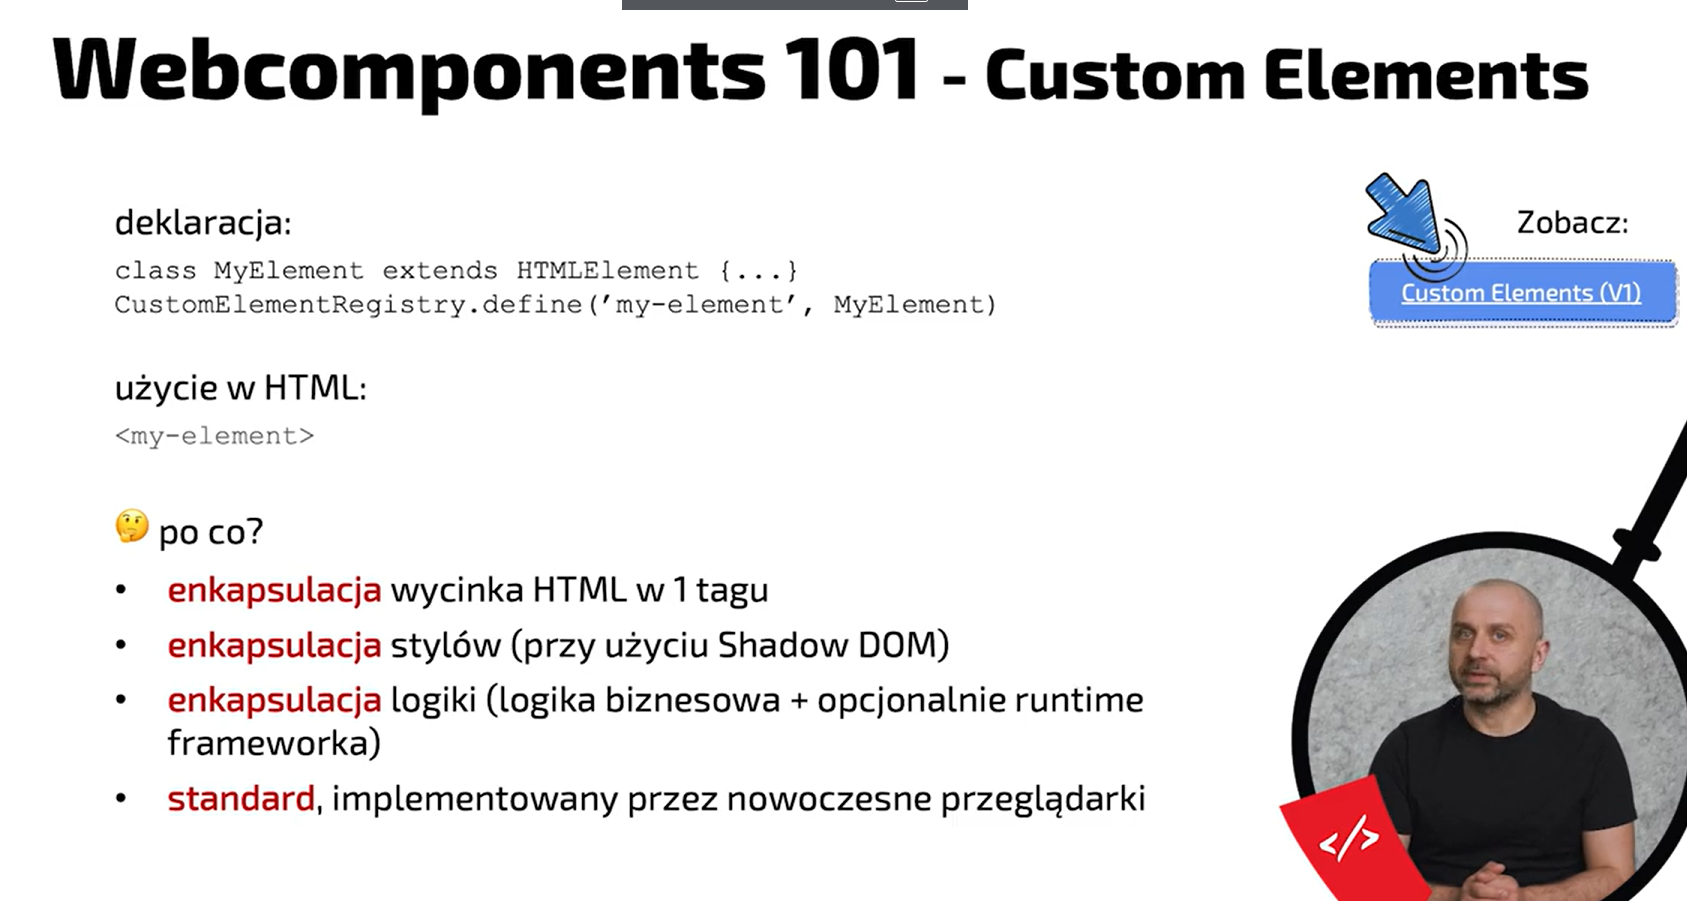 Webcomponents 101 - Custom Elements
deklaracja:
class MyElement extends HTMLElement {...}
CustomElementRegistry.define(’my-element’, MyElement)
użycie w HTML:
<my-element>
🤔 po co?
• enkapsulacja wycinka HTML w 1 tagu
• enkapsulacja stylów (przy użyciu Shadow DOM)
• enkapsulacja logiki (logika biznesowa + opcjonalnie runtime
frameworka)
• standard, implementowany przez nowoczesne przeglądarki
Zobacz:
Custom Elements (V1)
</>